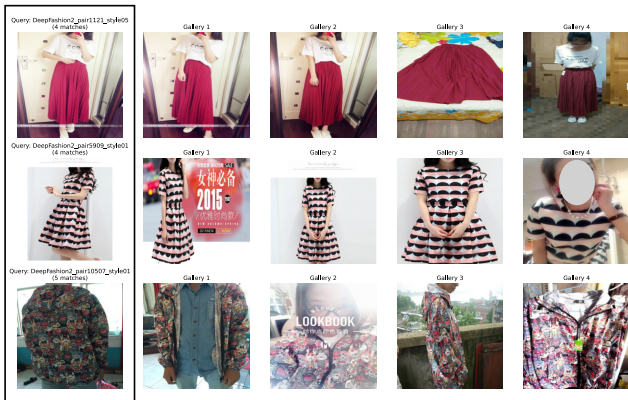 Query: DeepFashion2_pair1121_style05
(4 matches)
Gallery 1
Gallery 2
Gallery 3
Gallery 4
Query: DeepFashion2_pair5909_style01
(4 matches)
Gallery 1
Gallery 2
Gallery 3
Gallery 4
女神必备
2015
Query: DeepFashion2_pair10507_style01
(5 matches)
Gallery 1
Gallery 2
Gallery 3
Gallery 4
LOOKBOOK